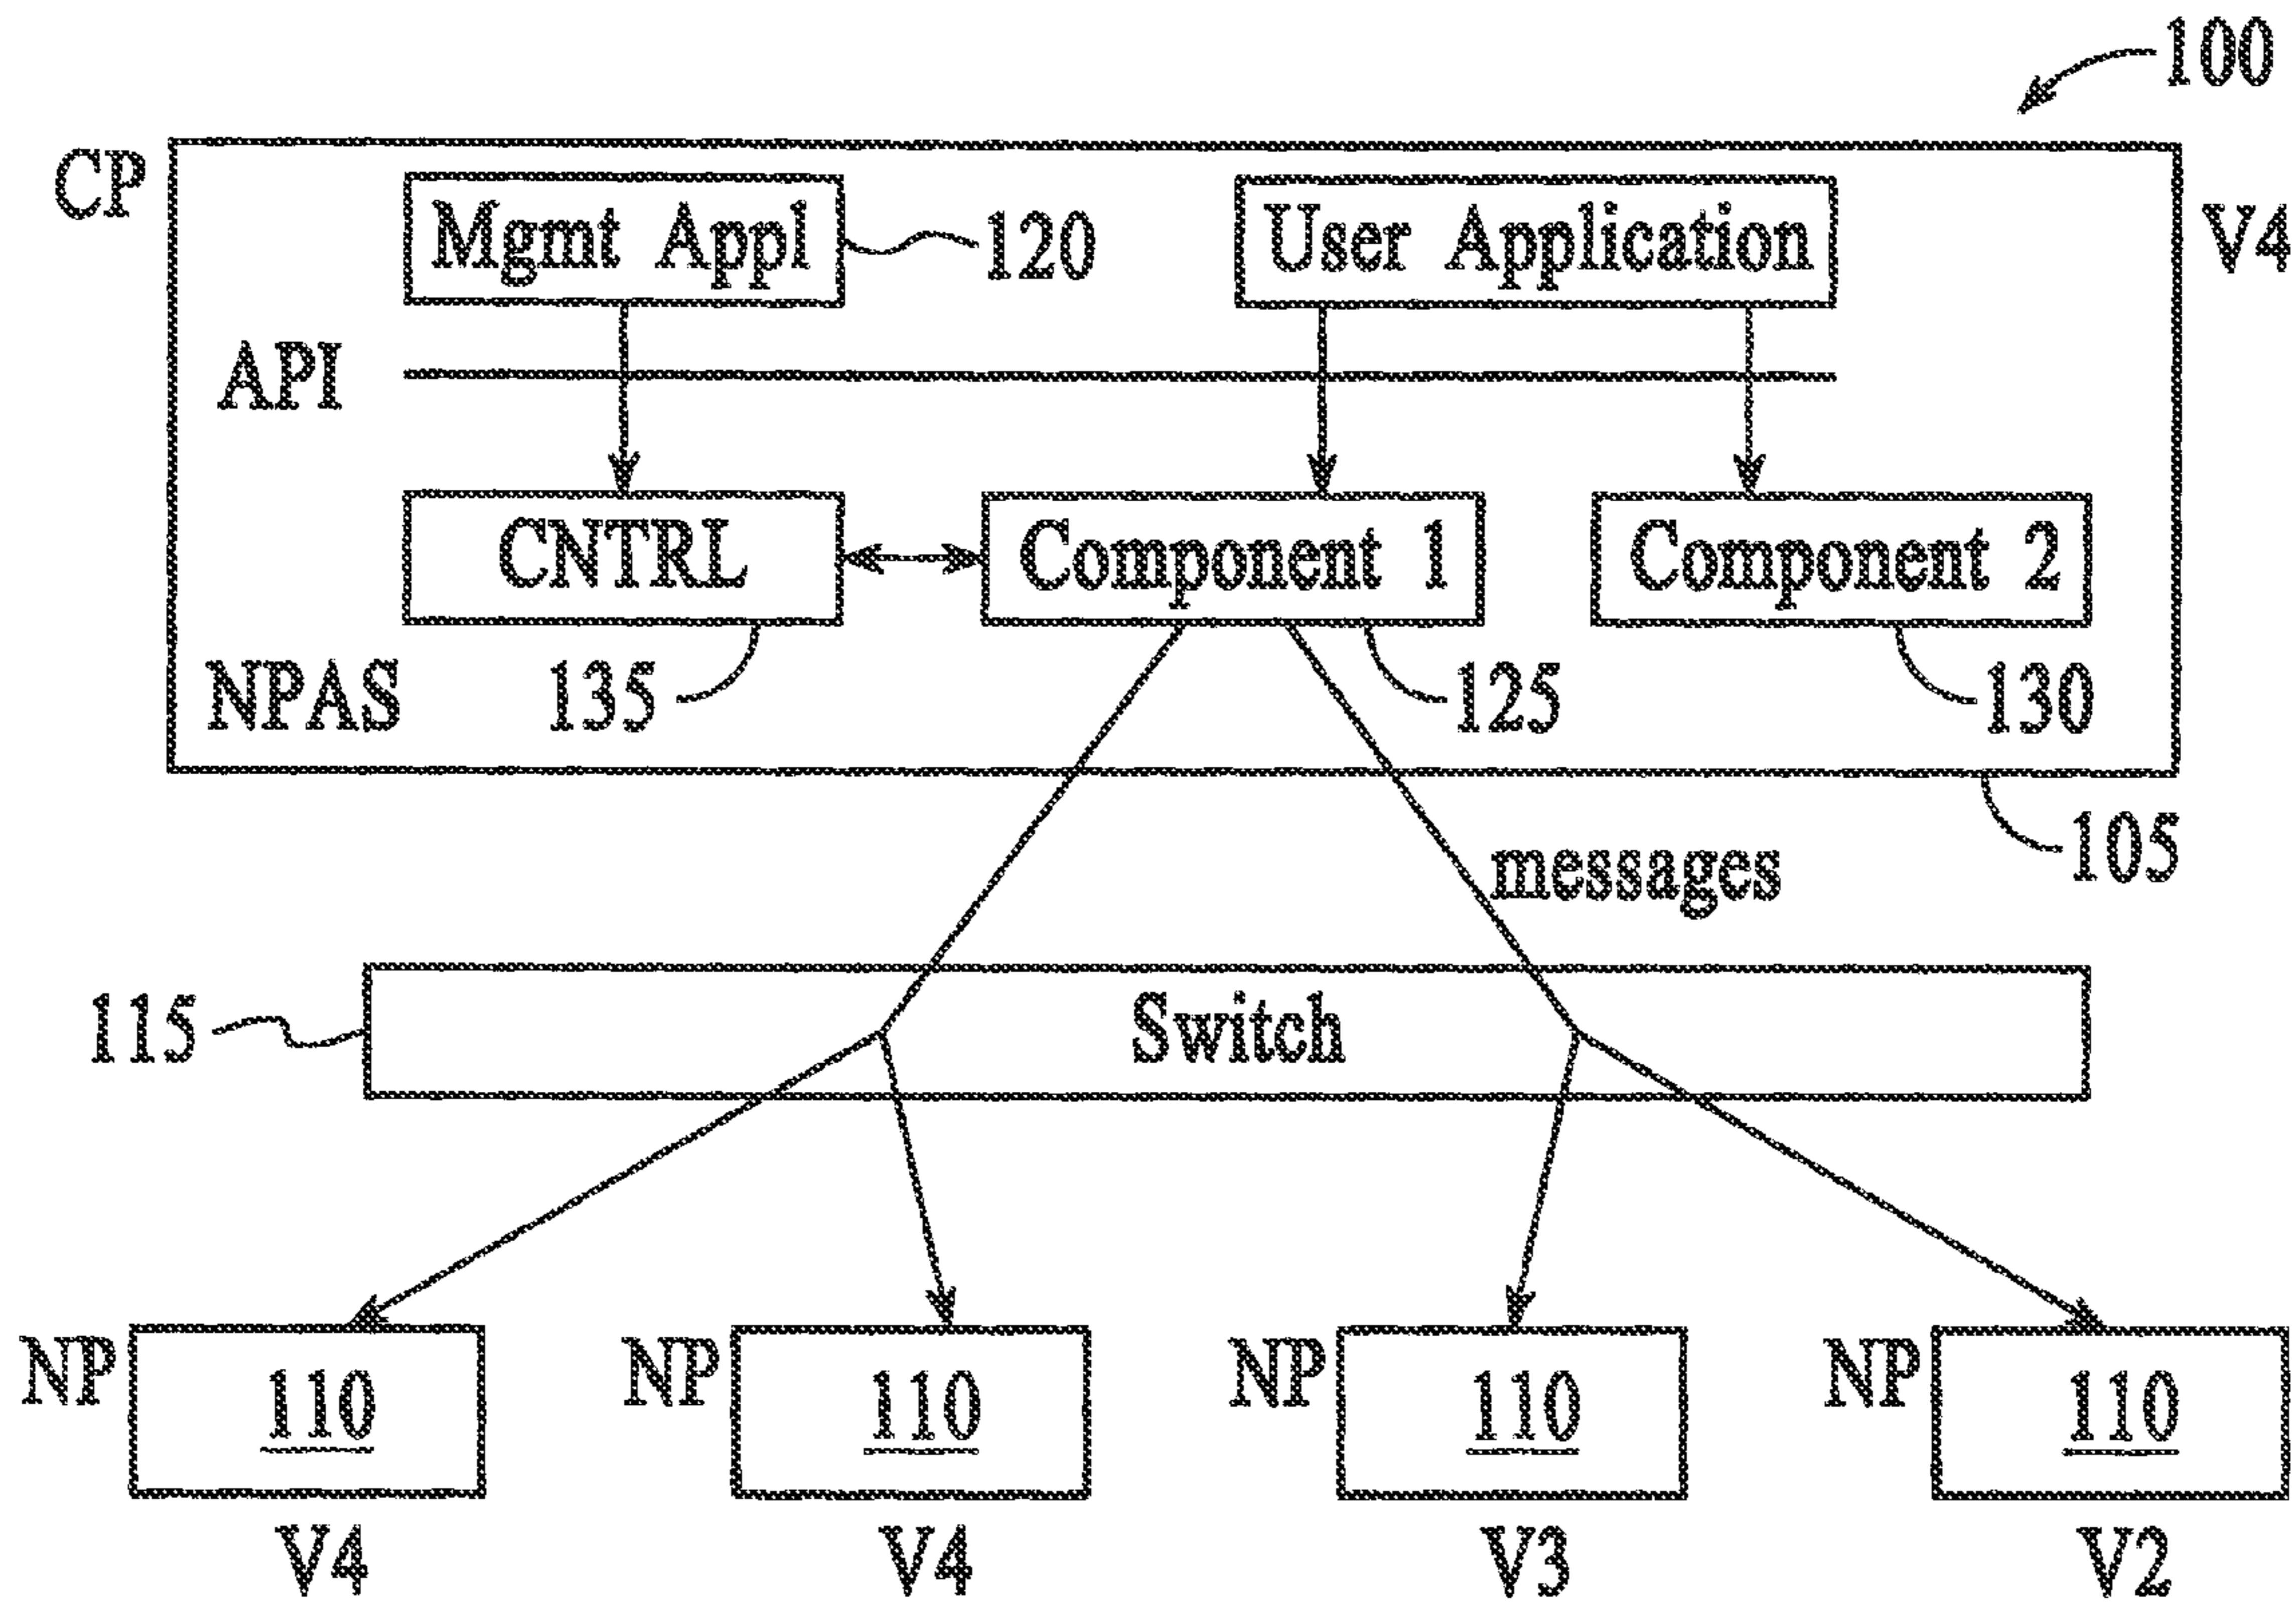 100
CP
Mgmt Appl
120
User Application
V4
API
CNTRL
Component 1
Component 2
NPAS
135
125
130
105
messages
115
Switch
NP
110
NP
110
NP
110
NP
110
V4
V4
V3
V2